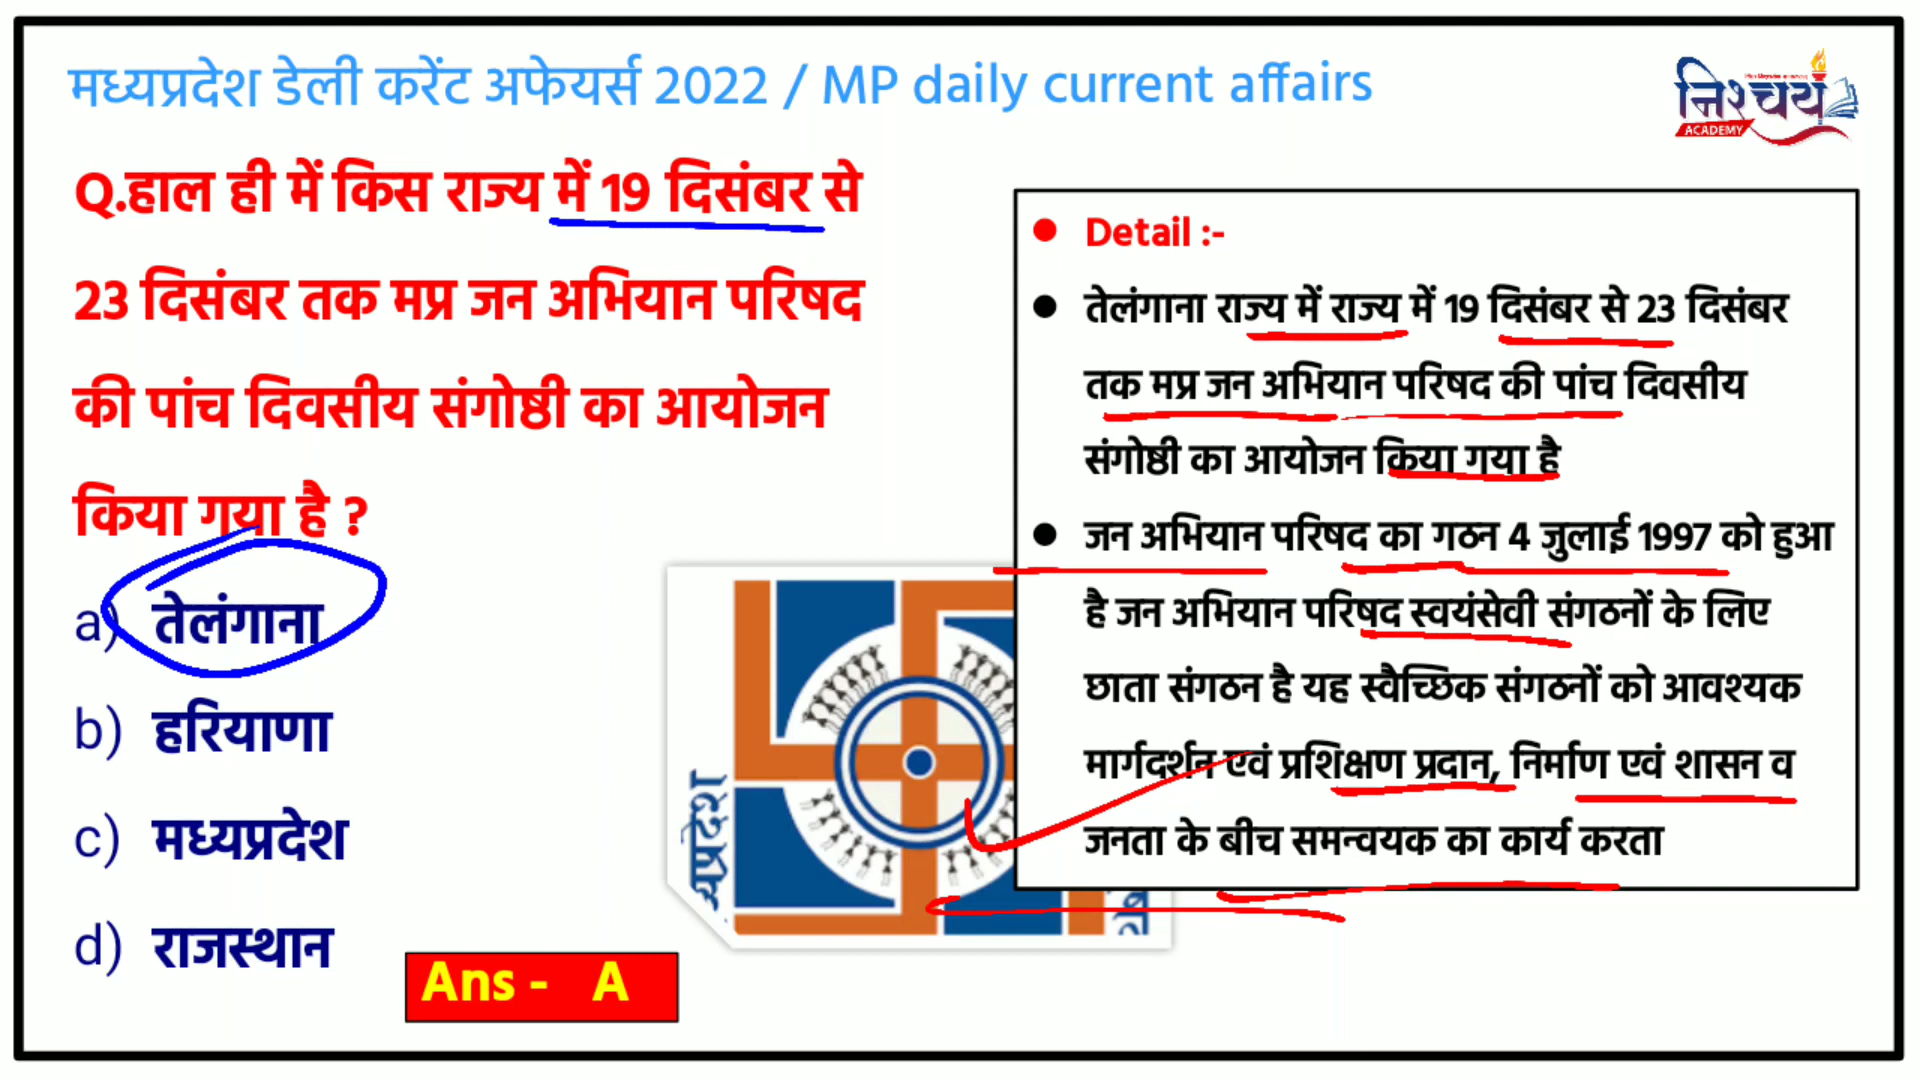 मध्यप्रदेश डेली करेंट अफेयर्स 2022 / MP daily current affairs
निश्चय
ACADEMY
Q.हाल ही में किस राज्य में 19 दिसंबर से
23 दिसंबर तक मप्र जन अभियान परिषद
की पांच दिवसीय संगोष्ठी का आयोजन
किया गया है ?
a) तेलंगाना
b) हरियाणा
c) मध्यप्रदेश
d) राजस्थान
Ans - A
Detail :-
तेलंगाना राज्य में राज्य में 19 दिसंबर से 23 दिसंबर
तक मप्र जन अभियान परिषद की पांच दिवसीय
संगोष्ठी का आयोजन किया गया है
जन अभियान परिषद का गठन 4 जुलाई 1997 को हुआ
है जन अभियान परिषद स्वयंसेवी संगठनों के लिए
छाता संगठन है यह स्वैच्छिक संगठनों को आवश्यक
मार्गदर्शन एवं प्रशिक्षण प्रदान, निर्माण एवं शासन व
जनता के बीच समन्वयक का कार्य करता